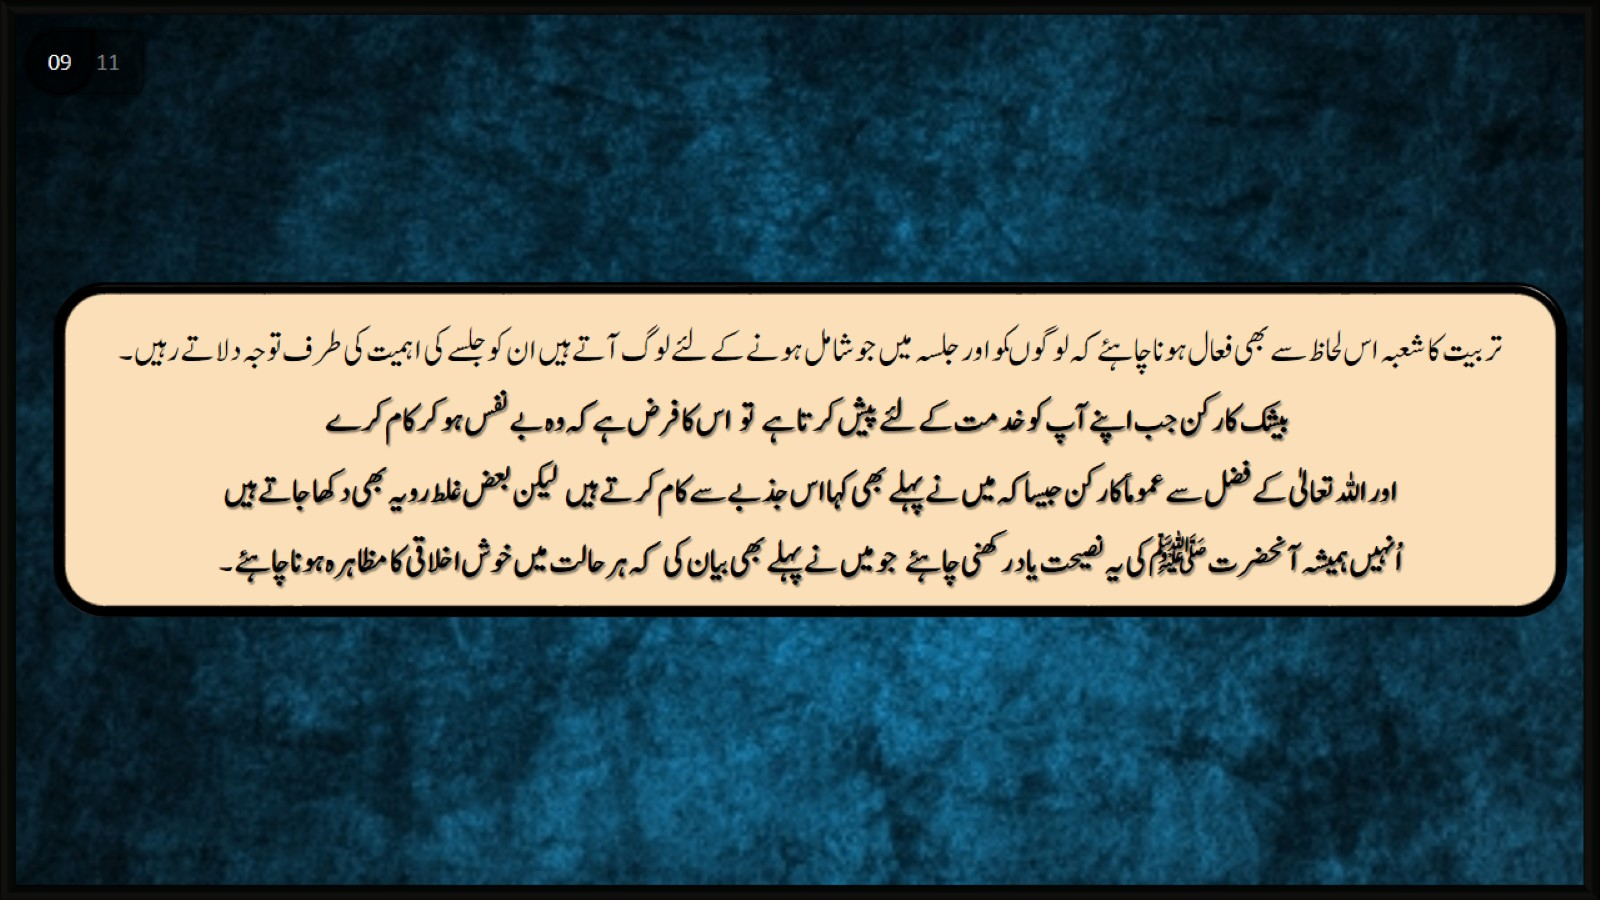 09 11
تربیت کا شعبہ اس لحاظ سے بھی فعال ہونا چاہئے کہ لوگوں کو اور جلسہ میں جو شامل ہونے کے لئے لوگ آتے ہیں ان کو جلسے کی اہمیت کی طرف توجہ دلاتے رہیں۔
بیشک کارکن جب اپنے آپ کو خدمت کے لئے پیش کرتا ہے تو اس کا فرض ہے کہ وہ بے نفس ہو کر کام کرے
اور اللہ تعالیٰ کے فضل سے عموماً کارکن جیسا کہ میں نے پہلے بھی کہا اس جذبے سے کام کرتے ہیں لیکن بعض غلط رویہ بھی دکھا جاتے ہیں
اُنہیں ہمیشہ آنحضرت ﷺ کی یہ نصیحت یاد رکھنی چاہئے جو میں نے پہلے بھی بیان کی کہ ہر حالت میں خوش اخلاقی کا مظاہرہ ہونا چاہئے۔